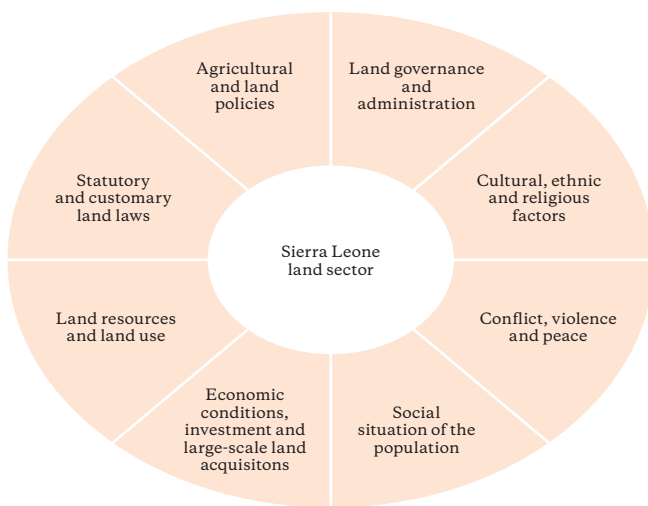 Agricultural
and land
policies
Land governance
and
administration
Statutory
and customary
land laws
Cultural, ethnic
and religious
factors
Sierra Leone
land sector
Land resources
and land use
Conflict, violence
and peace
Economic
conditions,
investment and
large-scale land
acquisitons
Social
situation of the
population